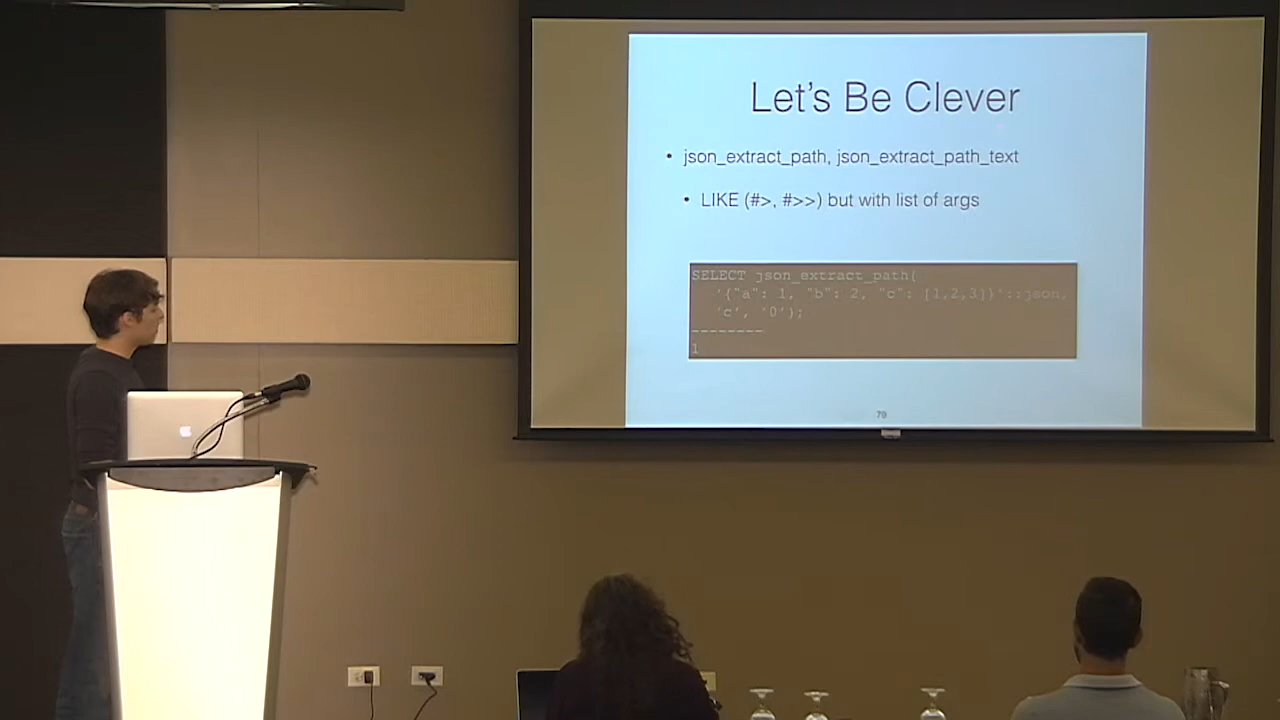 Let's Be Clever
• json_extract_path, json_extract_path_text
• LIKE (#>, #>>) but with list of args
SELECT json_extract_path(
'{"a": 1, "b": 2, "c": [1,2,3]}'::json,
'c', '0');
--------
1
79